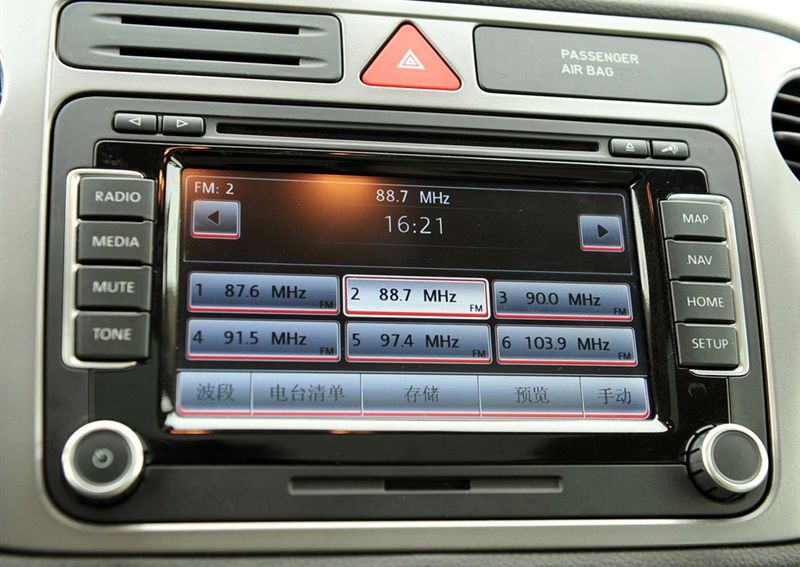 PASSENGER
AIR BAG
FM: 2
88.7 MHz
16:21
RADIO
MEDIA
MUTE
TONE
MAP
NAV
HOME
SETUP
1 87.6 MHz FM
2 88.7 MHz FM
3 90.0 MHz FM
4 91.5 MHz FM
5 97.4 MHz FM
6 103.9 MHz FM
波段 电台清单 存储 预览 手动